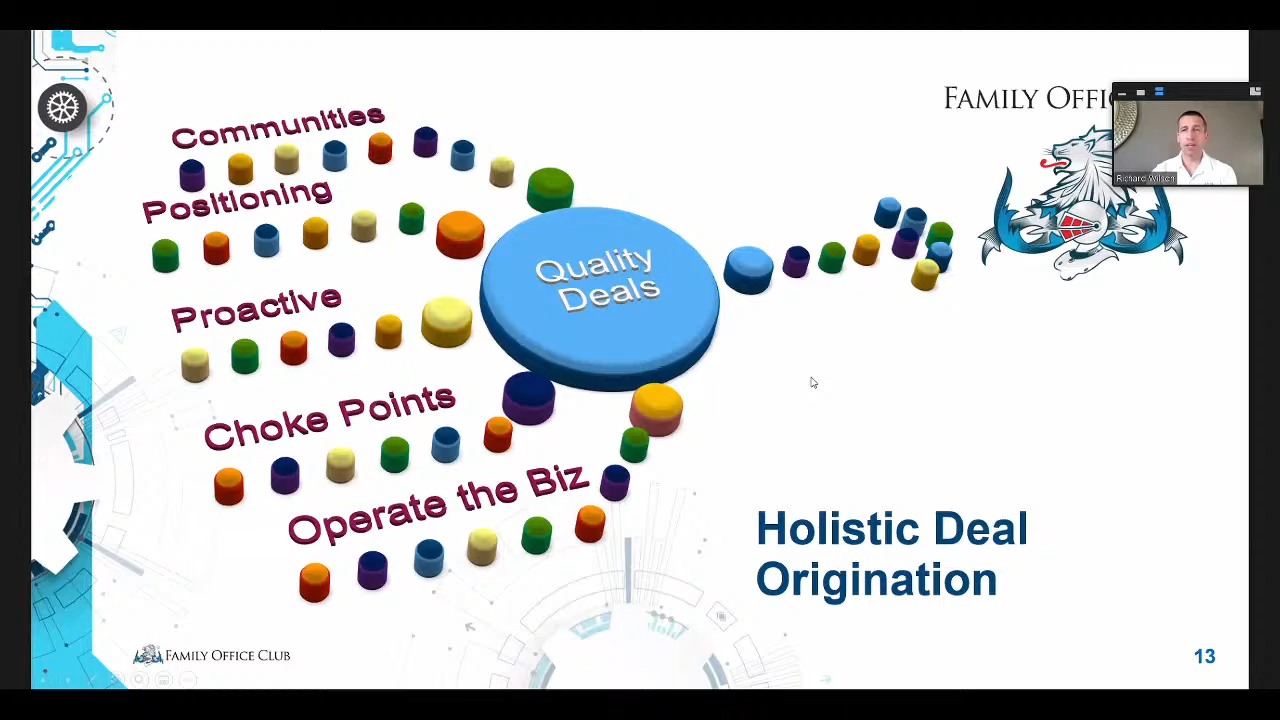 Communities
Positioning
Proactive
Choke Points
Operate the Biz
Quality
Deals
FAMILY OFFI
Richard Wilson
Holistic Deal
Origination
FAMILY OFFICE CLUB
13